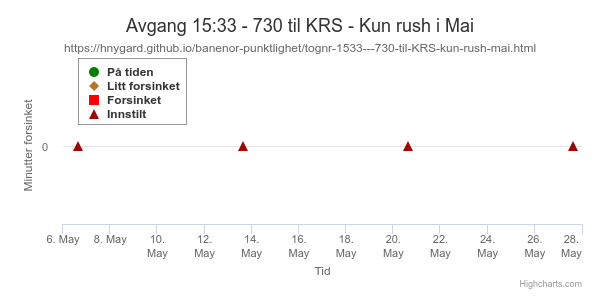 Avgang 15:33 - 730 til KRS - Kun rush i Mai
https://hnygard.github.io/banenor-punktlighet/tognr-1533---730-til-KRS-kun-rush-mai.html
På tiden
Litt forsinket
Forsinket
Innstilt
Minutter forsinket
0
6. May
8. May
10. May
12. May
14. May
16. May
18. May
20. May
22. May
24. May
26. May
28. May
Tid
Highcharts.com